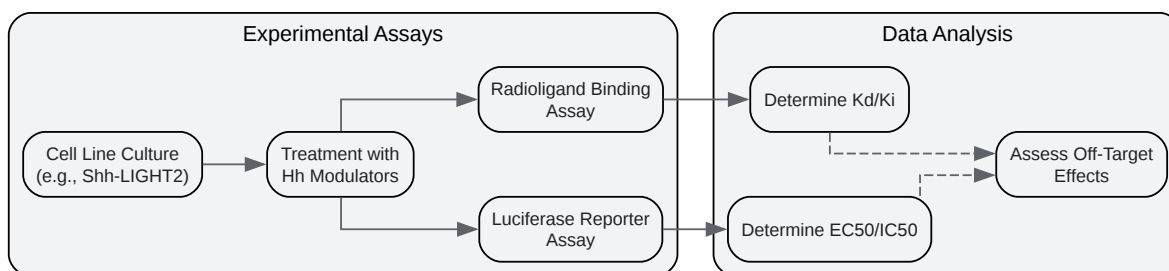 Experimental Assays
Cell Line Culture
(e.g., Shh-LIGHT2)
Treatment with
Hh Modulators
Radioligand Binding
Assay
Luciferase Reporter
Assay
Data Analysis
Determine Kd/Ki
Determine EC50/IC50
Assess Off-Target
Effects